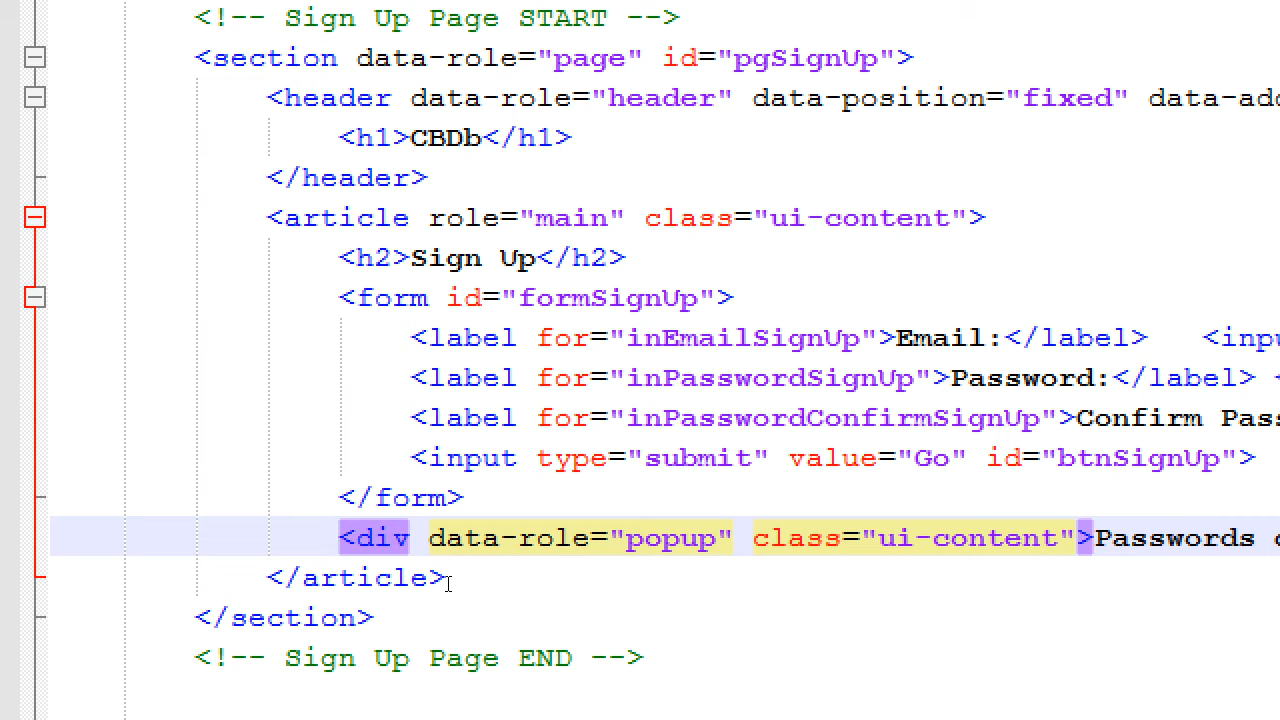 <!-- Sign Up Page START -->
<section data-role="page" id="pgSignUp">
<header data-role="header" data-position="fixed" data-add
<h1>CBDb</h1>
</header>
<article role="main" class="ui-content">
<h2>Sign Up</h2>
<form id="formSignUp">
<label for="inEmailSignUp">Email:</label> <inpu
<label for="inPasswordSignUp">Password:</label> <
<label for="inPasswordConfirmSignUp">Confirm Pass
<input type="submit" value="Go" id="btnSignUp">
</form>
<div data-role="popup" class="ui-content">Passwords
</article>
</section>
<!-- Sign Up Page END -->